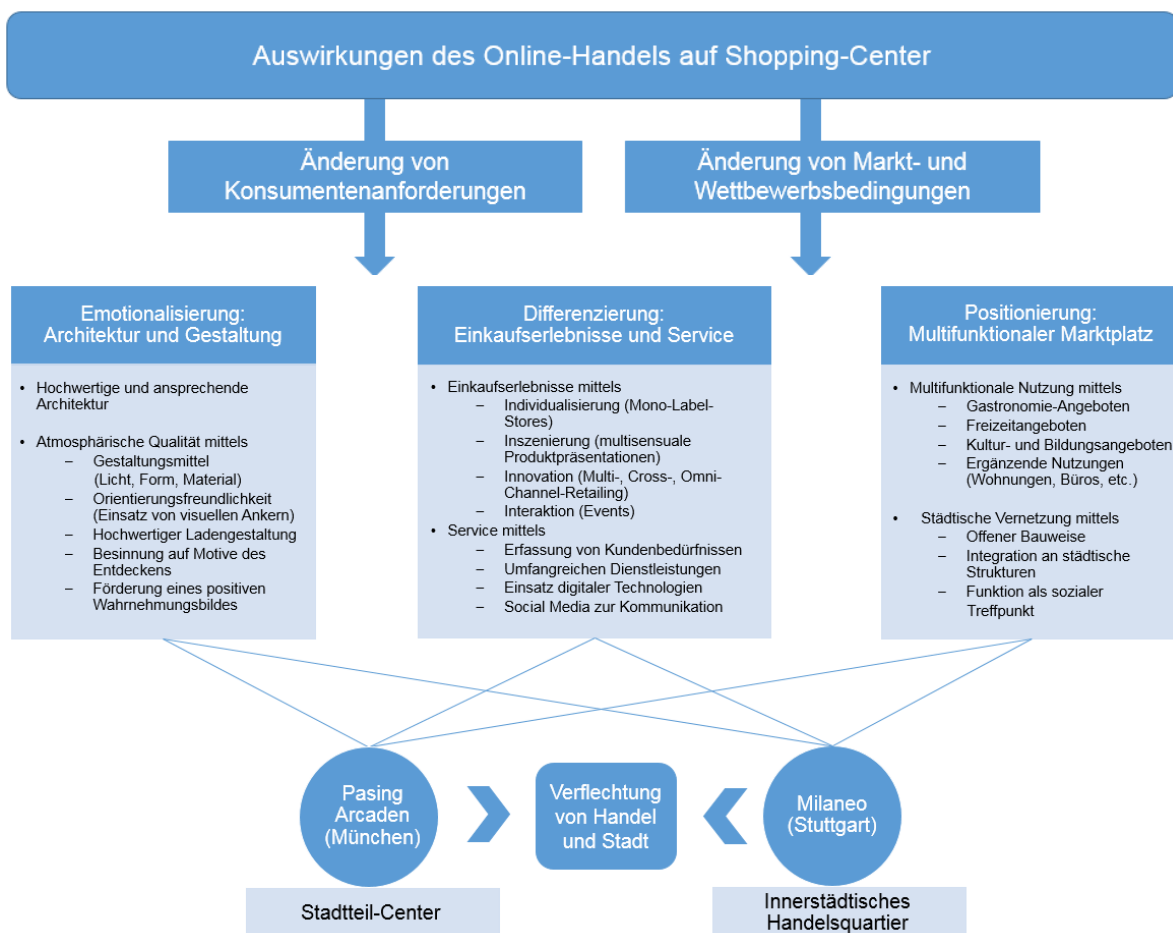 Auswirkungen des Online-Handels auf Shopping-Center
Änderung von
Konsumentenanforderungen
Änderung von Markt- und
Wettbewerbsbedingungen
Emotionalisierung:
Architektur und Gestaltung
• Hochwertige und ansprechende
Architektur
• Atmosphärische Qualität mittels
– Gestaltungsmittel
(Licht, Form, Material)
– Orientierungsfreundlichkeit
(Einsatz von visuellen Ankern)
– Hochwertiger Ladengestaltung
– Besinnung auf Motive des
Entdeckens
– Förderung eines positiven
Wahrnehmungsbildes
Differenzierung:
Einkaufserlebnisse und Service
• Einkaufserlebnisse mittels
– Individualisierung (Mono-Label-
Stores)
– Inszenierung (multisensuale
Produktpräsentationen)
– Innovation (Multi-, Cross-, Omni-
Channel-Retailing)
– Interaktion (Events)
• Service mittels
– Erfassung von Kundenbedürfnissen
– Umfangreichen Dienstleistungen
– Einsatz digitaler Technologien
– Social Media zur Kommunikation
Positionierung:
Multifunktionaler Marktplatz
• Multifunktionale Nutzung mittels
– Gastronomie-Angeboten
– Freizeitangeboten
– Kultur- und Bildungsangeboten
– Ergänzende Nutzungen
(Wohnungen, Büros, etc.)
• Städtische Vernetzung mittels
– Offener Bauweise
– Integration an städtische
Strukturen
– Funktion als sozialer
Treffpunkt
Pasing
Arcaden
(München)
Verflechtung
von Handel
und Stadt
Milaneo
(Stuttgart)
Stadtteil-Center
Innerstädtisches
Handelsquartier